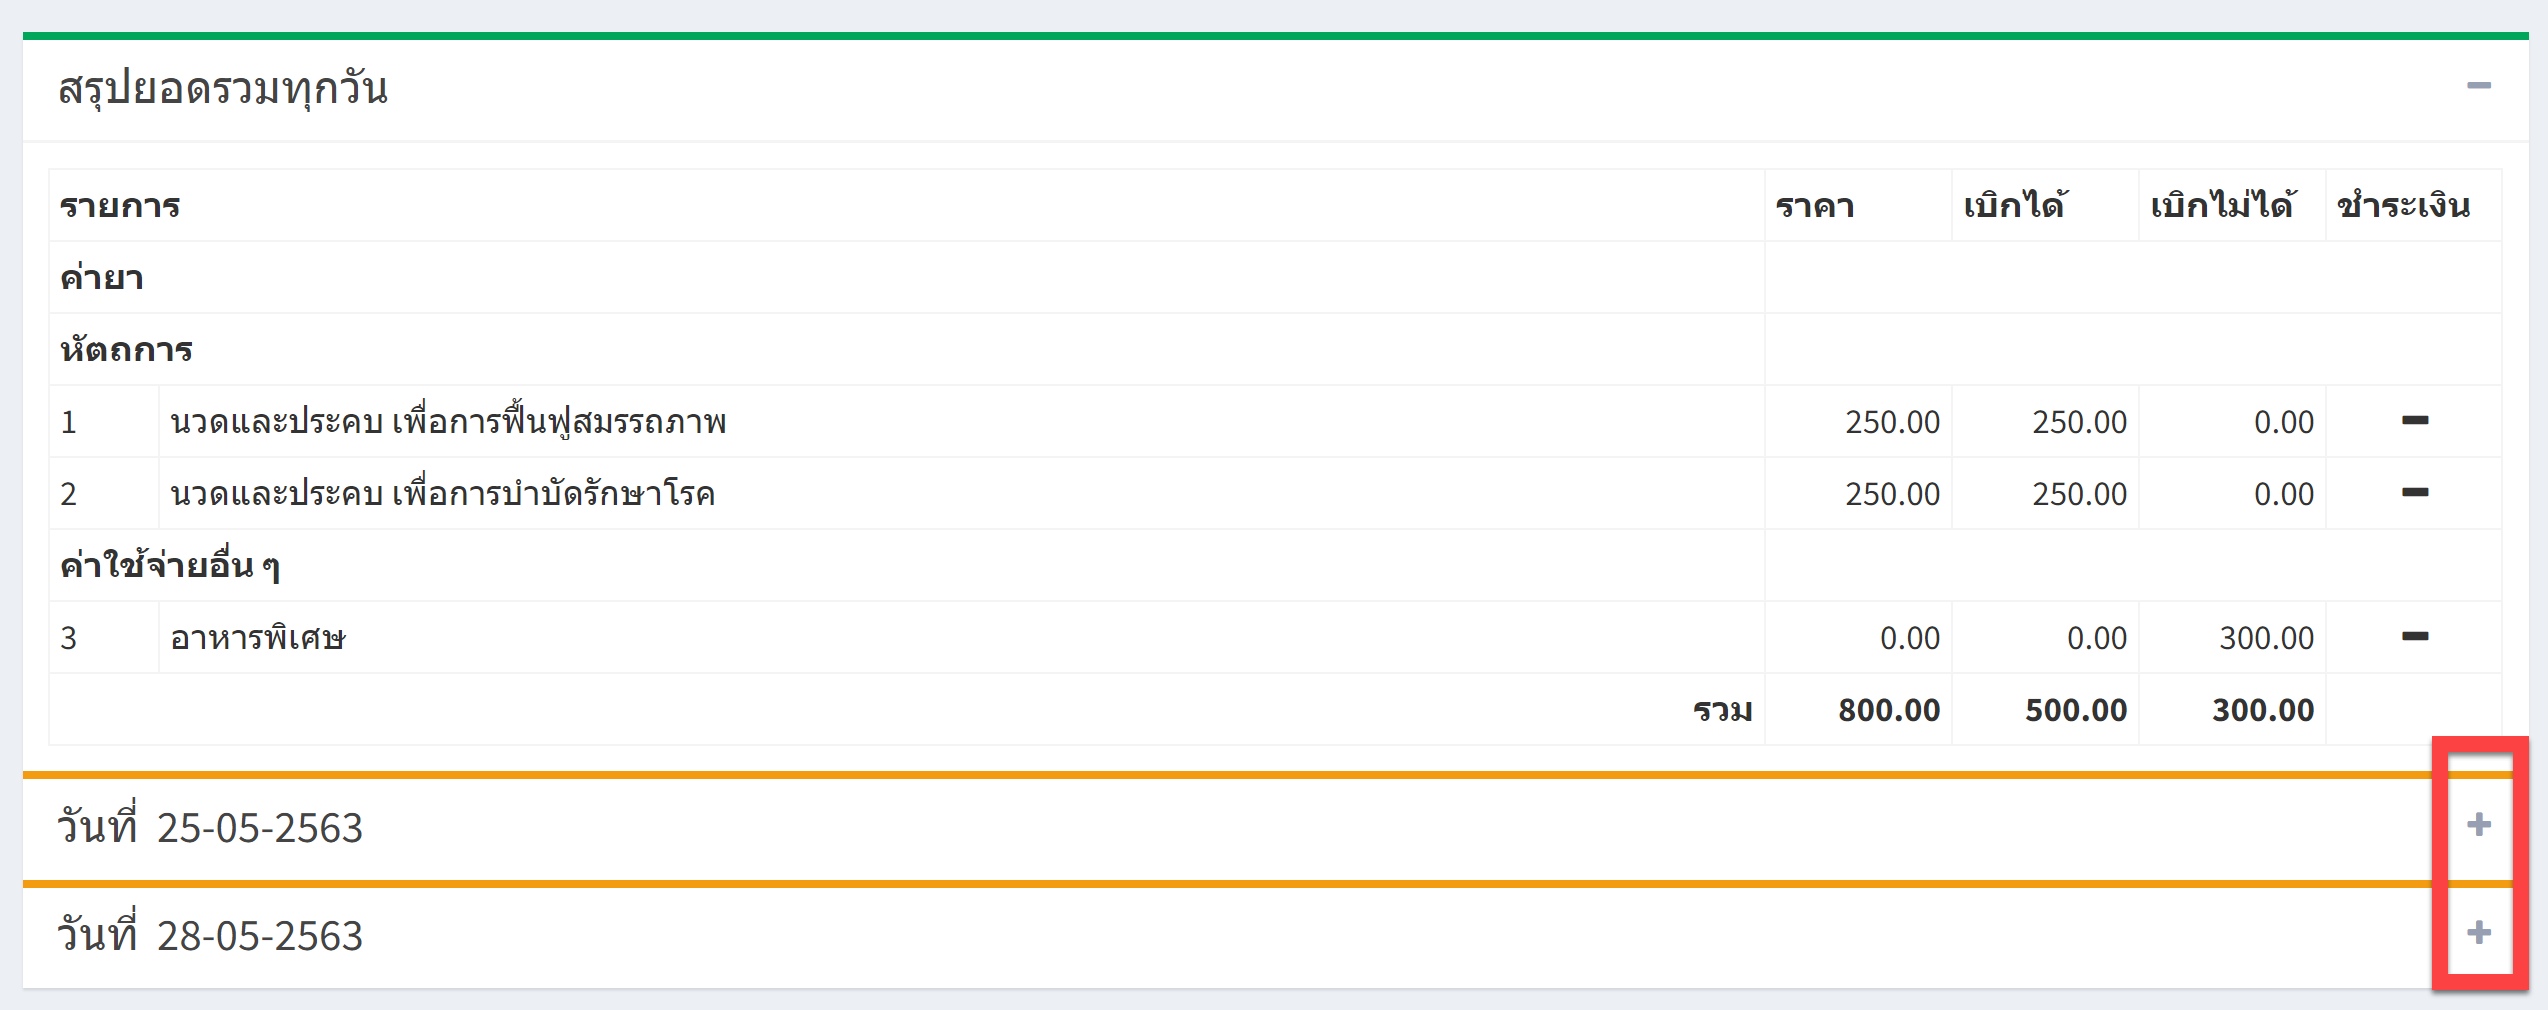 สรุปยอดรวมทุกวัน
รายการ ราคา เบิกได้ เบิกไม่ได้ ชำระเงิน
ค่ายา
หัตถการ
1 นวดและประคบ เพื่อการฟื้นฟูสมรรถภาพ 250.00 250.00 0.00
2 นวดและประคบ เพื่อการบำบัดรักษาโรค 250.00 250.00 0.00
ค่าใช้จ่ายอื่น ๆ
3 อาหารพิเศษ 0.00 0.00 300.00
รวม 800.00 500.00 300.00
วันที่ 25-05-2563
วันที่ 28-05-2563